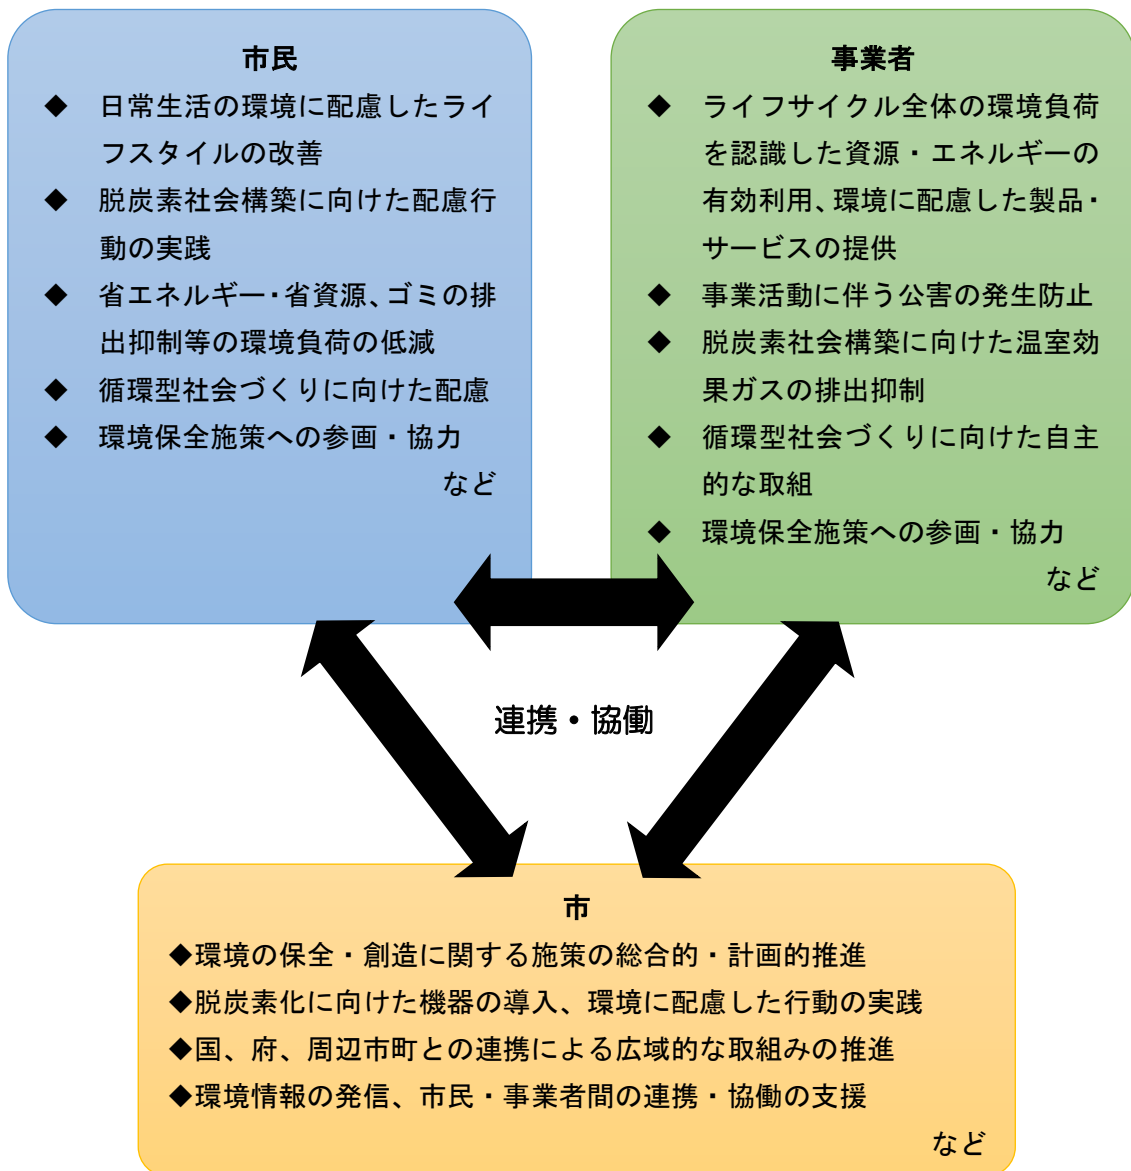 市民
◆ 日常生活の環境に配慮したライ
フスタイルの改善
◆ 脱炭素社会構築に向けた配慮行
動の実践
◆ 省エネルギー・省資源、ゴミの排
出抑制等の環境負荷の低減
◆ 循環型社会づくりに向けた配慮
◆ 環境保全施策への参画・協力
など
事業者
◆ ライフサイクル全体の環境負荷
を認識した資源・エネルギーの
有効利用、環境に配慮した製品・
サービスの提供
◆ 事業活動に伴う公害の発生防止
◆ 脱炭素社会構築に向けた温室効
果ガスの排出抑制
◆ 循環型社会づくりに向けた自主
的な取組
◆ 環境保全施策への参画・協力
など
連携・協働
市
◆環境の保全・創造に関する施策の総合的・計画的推進
◆脱炭素化に向けた機器の導入、環境に配慮した行動の実践
◆国、府、周辺市町との連携による広域的な取組みの推進
◆環境情報の発信、市民・事業者間の連携・協働の支援
など